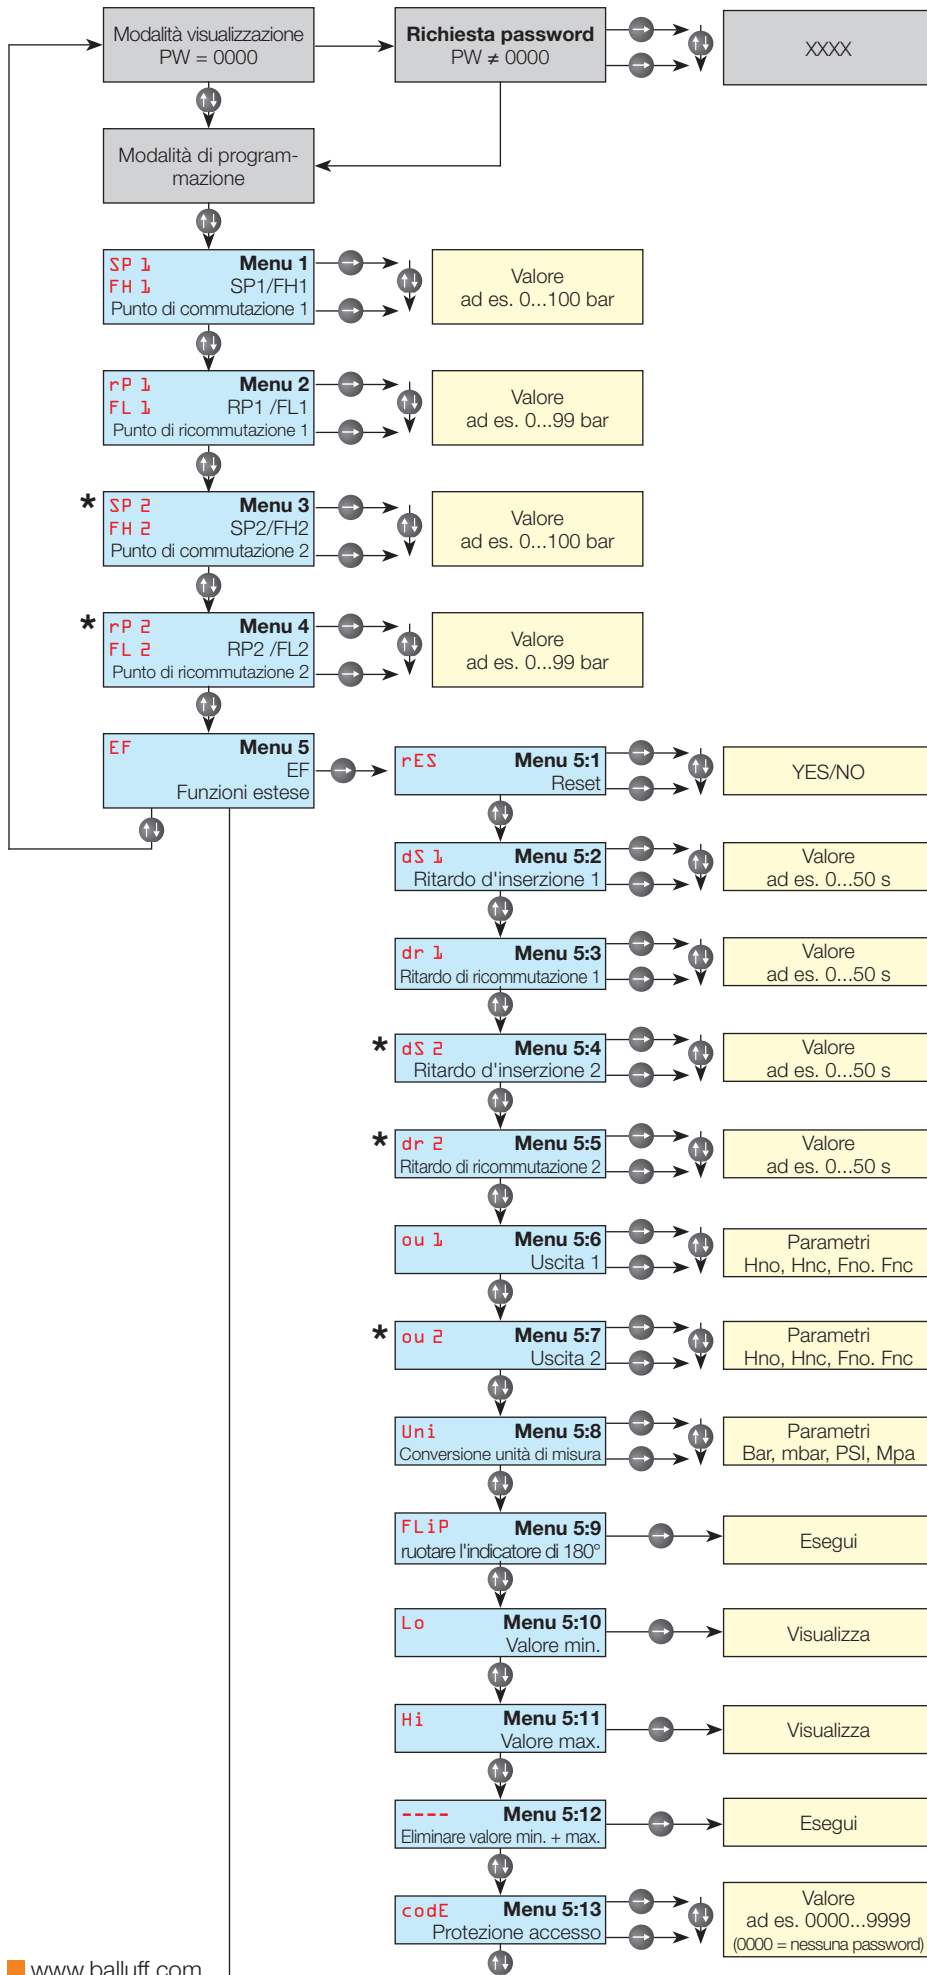 Modalità visualizzazione
PW = 0000
Richiesta password
PW ≠ 0000
XXXX
Modalità di program-
mazione
SP 1 Menu 1
FH 1 SP1/FH1
Punto di commutazione 1
Valore
ad es. 0...100 bar
rP 1 Menu 2
FL 1 RP1 /FL1
Punto di ricommutazione 1
Valore
ad es. 0...99 bar
* SP 2 Menu 3
FH 2 SP2/FH2
Punto di commutazione 2
Valore
ad es. 0...100 bar
* rP 2 Menu 4
FL 2 RP2 /FL2
Punto di ricommutazione 2
Valore
ad es. 0...99 bar
EF Menu 5
EF
Funzioni estese
rES Menu 5:1
Reset
YES/NO
dS 1 Menu 5:2
Ritardo d'inserzione 1
Valore
ad es. 0...50 s
dr 1 Menu 5:3
Ritardo di ricommutazione 1
Valore
ad es. 0...50 s
* dS 2 Menu 5:4
Ritardo d'inserzione 2
Valore
ad es. 0...50 s
* dr 2 Menu 5:5
Ritardo di ricommutazione 2
Valore
ad es. 0...50 s
ou 1 Menu 5:6
Uscita 1
Parametri
Hno, Hnc, Fno. Fnc
* ou 2 Menu 5:7
Uscita 2
Parametri
Hno, Hnc, Fno. Fnc
Uni Menu 5:8
Conversione unità di misura
Parametri
Bar, mbar, PSI, Mpa
FLiP Menu 5:9
ruotare l'indicatore di 180°
Esegui
Lo Menu 5:10
Valore min.
Visualizza
Hi Menu 5:11
Valore max.
Visualizza
---- Menu 5:12
Eliminare valore min. + max.
Esegui
codE Menu 5:13
Protezione accesso
Valore
ad es. 0000...9999
(0000 = nessuna password)
www.balluff.com